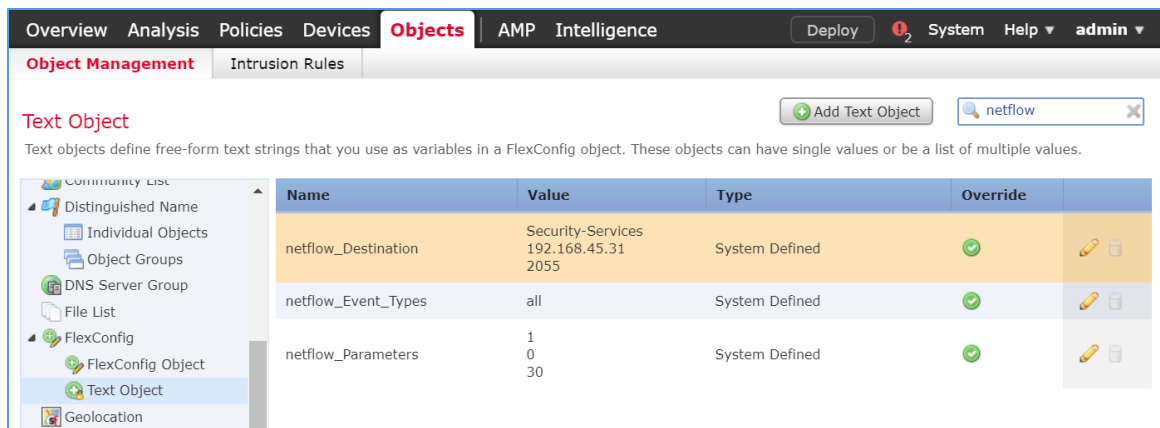 Overview Analysis Policies Devices Objects AMP Intelligence Deploy 2 System Help admin
Object Management Intrusion Rules
Text Object
Add Text Object
netflow
Text objects define free-form text strings that you use as variables in a FlexConfig object. These objects can have single values or be a list of multiple values.
Community List
Distinguished Name
Individual Objects
Object Groups
DNS Server Group
File List
FlexConfig
FlexConfig Object
Text Object
Geolocation
Name Value Type Override
netflow_Destination Security-Services System Defined
192.168.45.31
2055
netflow_Event_Types all System Defined
netflow_Parameters 1 System Defined
0
30